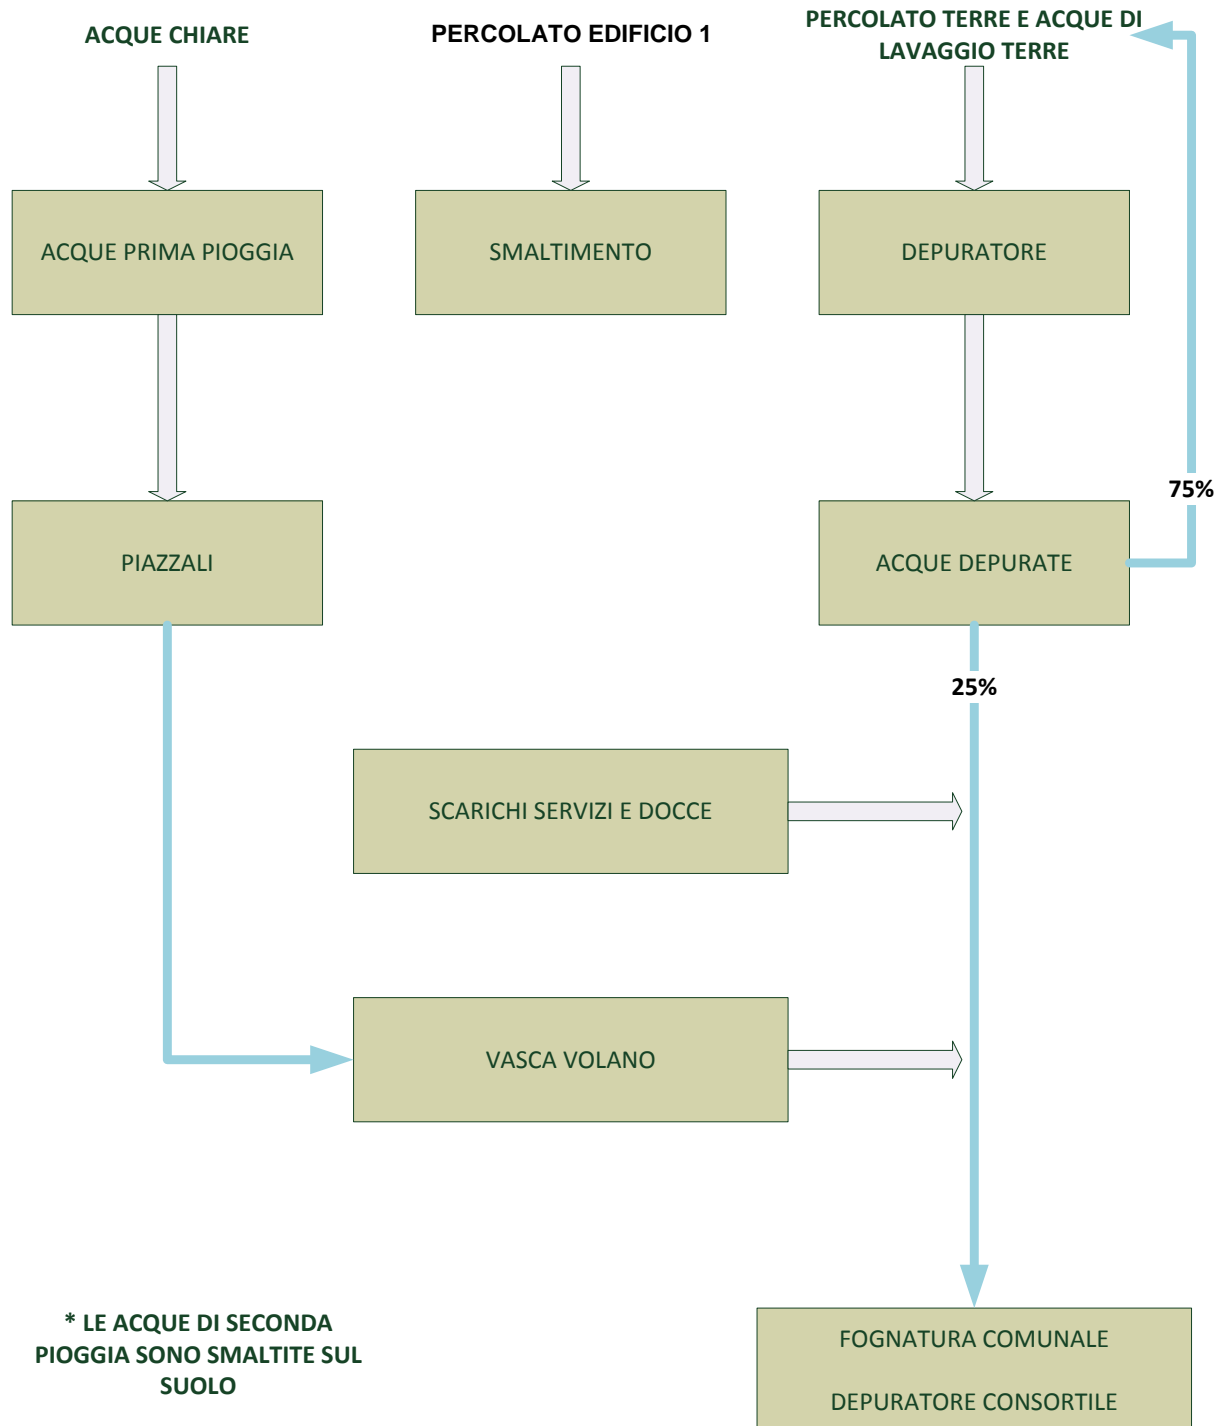 ACQUE CHIARE
PERCOLATO EDIFICIO 1
PERCOLATO TERRE E ACQUE DI
LAVAGGIO TERRE
ACQUE PRIMA PIOGGIA
SMALTIMENTO
DEPURATORE
75%
PIAZZALI
ACQUE DEPURATE
25%
SCARICHI SERVIZI E DOCCE
VASCA VOLANO
* LE ACQUE DI SECONDA
PIOGGIA SONO SMALTITE SUL
SUOLO
FOGNATURA COMUNALE
DEPURATORE CONSORTILE